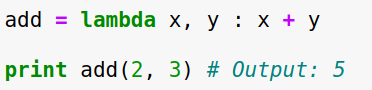 add = lambda x, y : x + y
print add(2, 3) # Output: 5